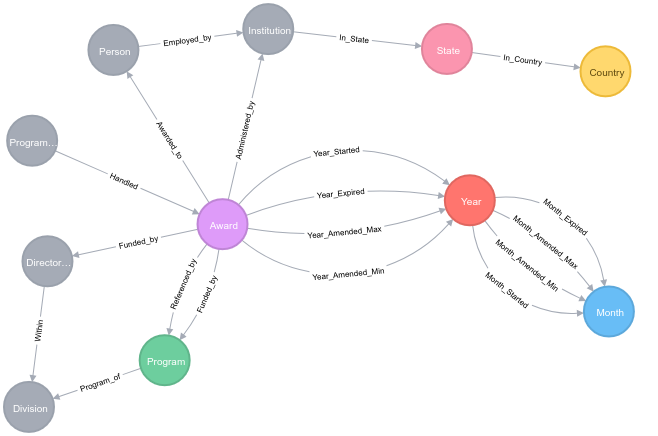 Institution
Employed_by
In_State
Person
State
In_Country
Country
Administered_by
Awarded_to
Program...
Year_Started
Month_Expired
Handled
Year_Expired
Year
Month_Amended_Max
Award
Year_Amended_Max
Funded_by
Month_Amended_Min
Director...
Year_Amended_Min
Month_Started
Referenced_by
Funded_by
Month
Within
Program
Program_of
Division